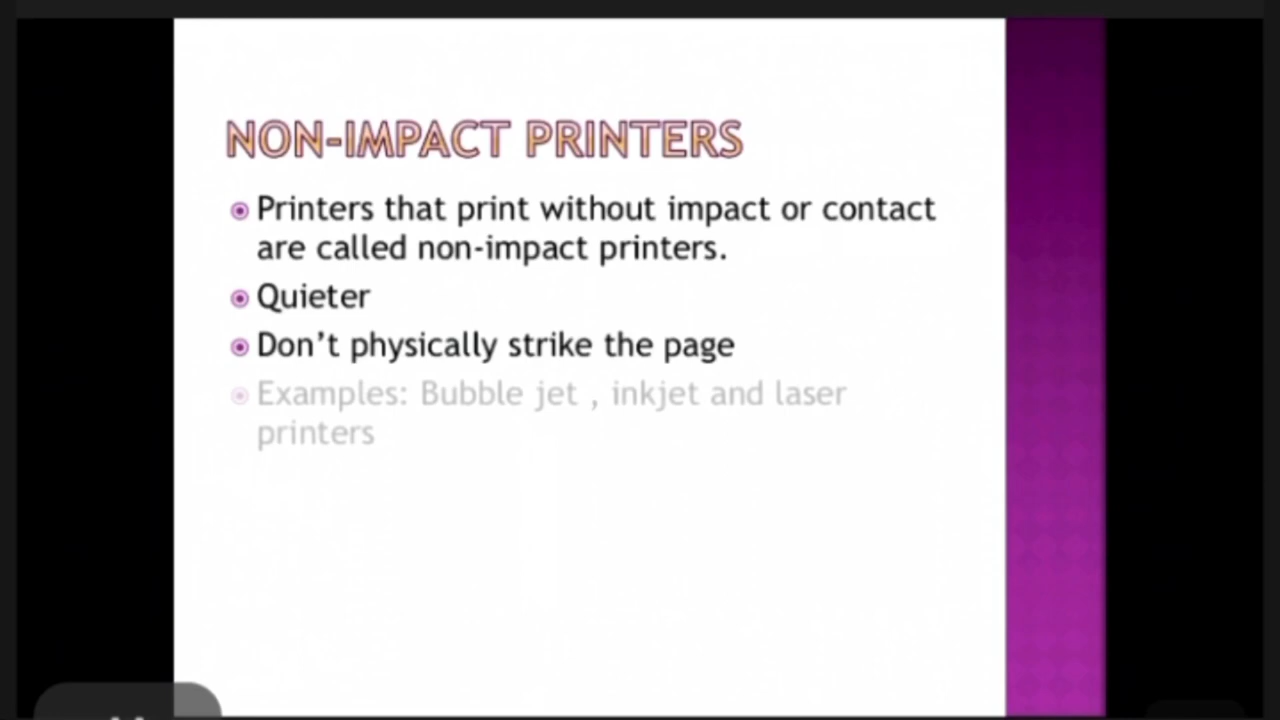 NON-IMPACT PRINTERS
Printers that print without impact or contact
are called non-impact printers.
Quieter
Don't physically strike the page
Examples: Bubble jet , inkjet and laser
printers